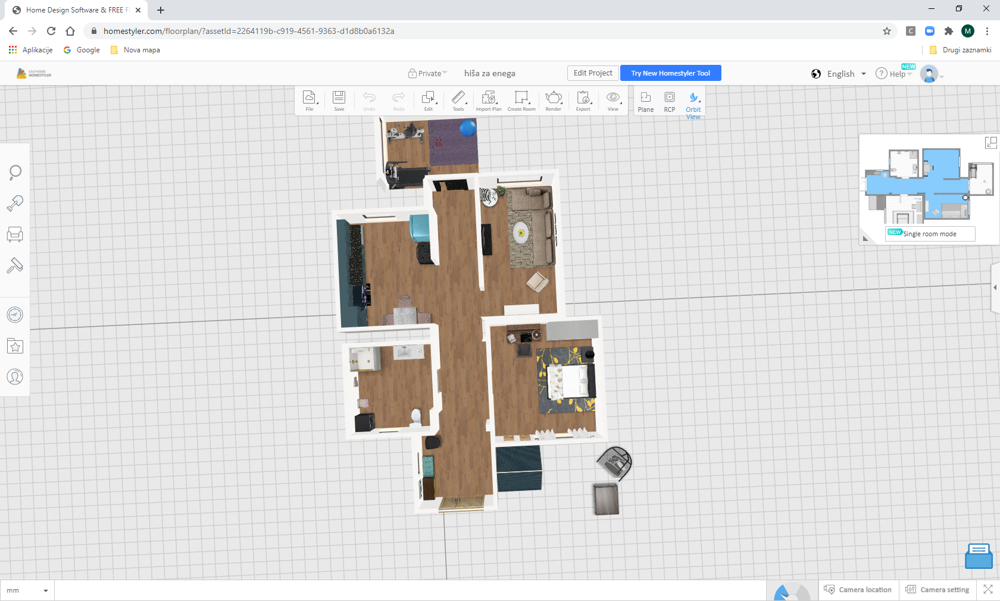 Home Design Software & FREE F
homestyler.com/floorplan/?assetId=2264119b-c919-4561-9363-d1d8b0a6132a
C
M
Aplikacije
Google
Nova mapa
Drugi zaznamki
EASYHOME
HOMESTYLER
Private
hiša za enega
Edit Project
Try New Homestyler Tool
English
Help
NEW
File
Save
Undo
Redo
Edit
Tools
Import Plan
Create Room
Render
Export
View
Plane
RCP
Orbit
View
NEW
Single room mode
mm
Camera location
Camera setting